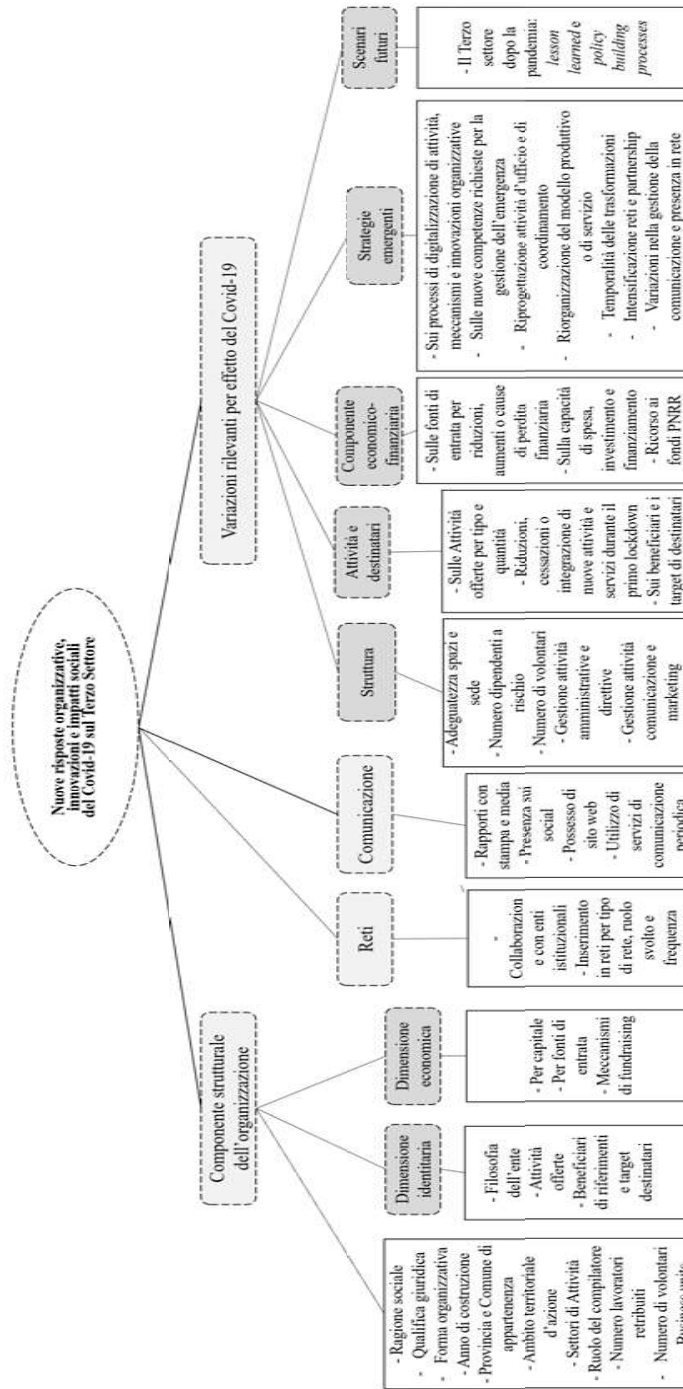 Nuove risposte organizzative,
innovazioni e impatti sociali
del Covid-19 sul Terzo Settore
Componente strutturale
dell'organizzazione
Reti
Comunicazione
Variazioni rilevanti per effetto del Covid-19
Dimensione
identitaria
Dimensione
economica
Struttura
Attività e
destinatari
Componente
economico-
finanziaria
Strategie
emergenti
Scenari
futuri
- Ragione sociale
- Qualifica giuridica
- Forma organizzativa
- Anno di costruzione
- Provincia e Comune di
appartenenza
- Ambito territoriale
d'azione
- Settori di Attività
- Ruolo del compilatore
- Numero lavoratori
retribuiti
- Numero di volontari
- Business units
- Filosofia
dell'ente
- Attività
offerte
- Beneficiari
di riferimenti
e target
destinatari
- Per capitale
- Per fonti di
entrata
- Meccanismi
di fundraising
-
Collaborazion
e con enti
istituzionali
- Inserimento
in reti per tipo
di rete, ruolo
svolto e
frequenza
- Rapporti con
stampa e media
- Presenza sui
social
- Possesso di
sito web
- Utilizzo di
servizi di
comunicazione
periodica
- Adeguatezza spazi e
sede
- Numero dipendenti a
rischio
- Numero di volontari
- Gestione attività
amministrative e
direttive
- Gestione attività
comunicazione e
marketing
- Sulle Attività
offerte per tipo e
quantità
- Riduzioni,
cessazioni o
integrazione di
nuove attività e
servizi durante il
primo lockdown
- Sui beneficiari e i
target di destinatari
- Sulle fonti di
entrata per
riduzioni,
aumenti o cause
di perdita
finanziaria
- Sulla capacità
di spesa,
investimento e
finanziamento
- Ricorso ai
fondi PNRR
- Sui processi di digitalizzazione di attività,
meccanismi e innovazioni organizzative
- Sulle nuove competenze richieste per la
gestione dell'emergenza
- Riprogettazione attività d'ufficio e di
coordinamento
- Riorganizzazione del modello produttivo
o di servizio
- Temporalità delle trasformazioni
- Intensificazione reti e partnership
- Variazioni nella gestione della
comunicazione e presenza in rete
- Il Terzo
settore
dopo la
pandemia:
lesson
learned e
policy
building
processes